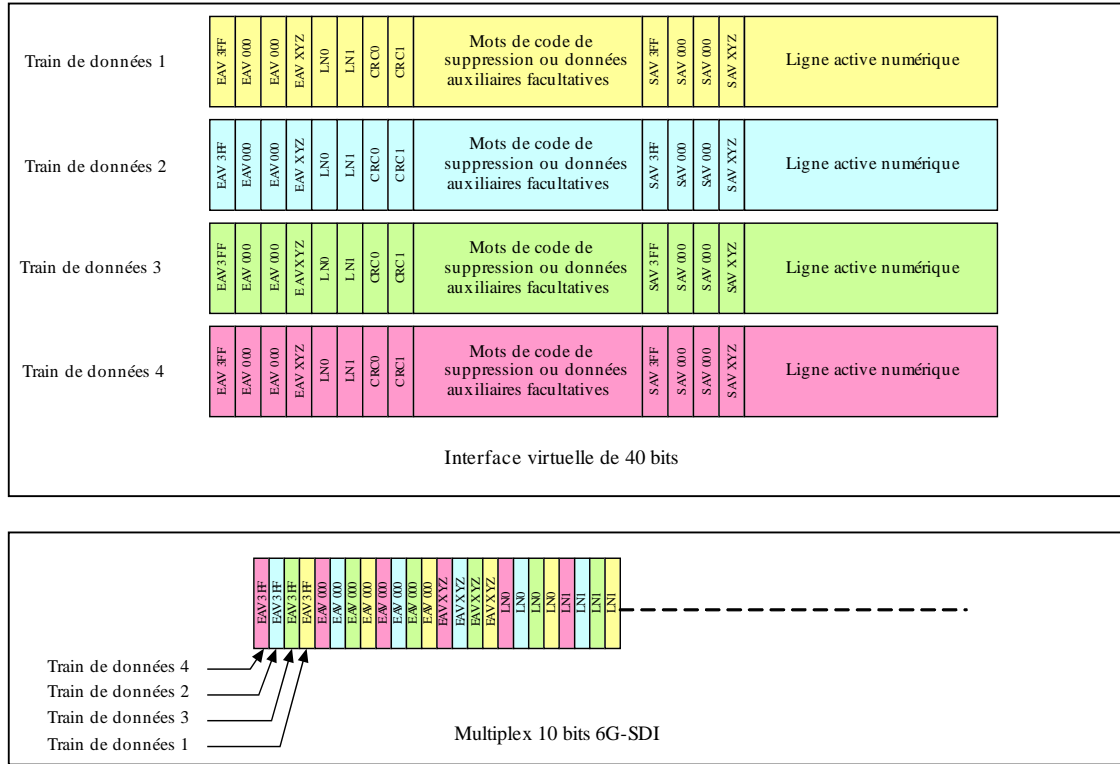 Train de données 1
EAV 3FF
EAV 000
EAV 000
EAV XYZ
LN0
LN1
CRC0
CRC1
Mots de code de
suppression ou données
auxiliaires facultatives
SAV 3FF
SAV 000
SAV 000
SAV XYZ
Ligne active numérique
Train de données 2
EAV 3FF
EAV 000
EAV 000
EAV XYZ
LN0
LN1
CRC0
CRC1
Mots de code de
suppression ou données
auxiliaires facultatives
SAV 3FF
SAV 000
SAV 000
SAV XYZ
Ligne active numérique
Train de données 3
EAV 3FF
EAV 000
EAV 000
EAV XYZ
LN0
LN1
CRC0
CRC1
Mots de code de
suppression ou données
auxiliaires facultatives
SAV 3FF
SAV 000
SAV 000
SAV XYZ
Ligne active numérique
Train de données 4
EAV 3FF
EAV 000
EAV 000
EAV XYZ
LN0
LN1
CRC0
CRC1
Mots de code de
suppression ou données
auxiliaires facultatives
SAV 3FF
SAV 000
SAV 000
SAV XYZ
Ligne active numérique
Interface virtuelle de 40 bits
EAV 3FF
EAV 3FF
EAV 3FF
EAV 3FF
EAV 000
EAV 000
EAV 000
EAV 000
EAV 000
EAV 000
EAV 000
EAV 000
EAV XYZ
EAV XYZ
EAV XYZ
EAV XYZ
LN0
LN0
LN0
LN0
LN1
LN1
LN1
LN1
Train de données 4
Train de données 2
Train de données 3
Train de données 1
Multiplex 10 bits 6G-SDI